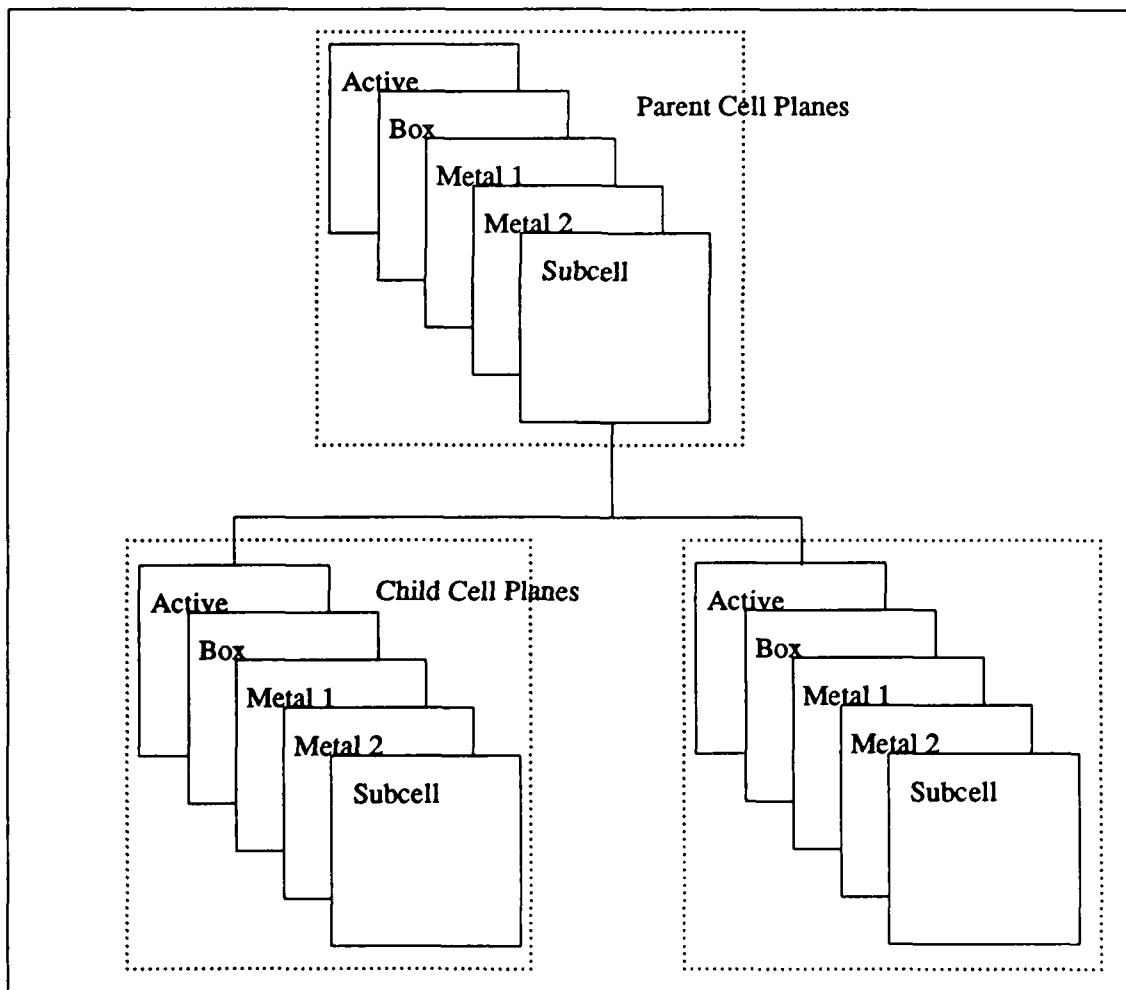 Active
Parent Cell Planes
Box
Metal 1
Metal 2
Subcell
Child Cell Planes
Active
Box
Metal 1
Metal 2
Subcell
Active
Box
Metal 1
Metal 2
Subcell